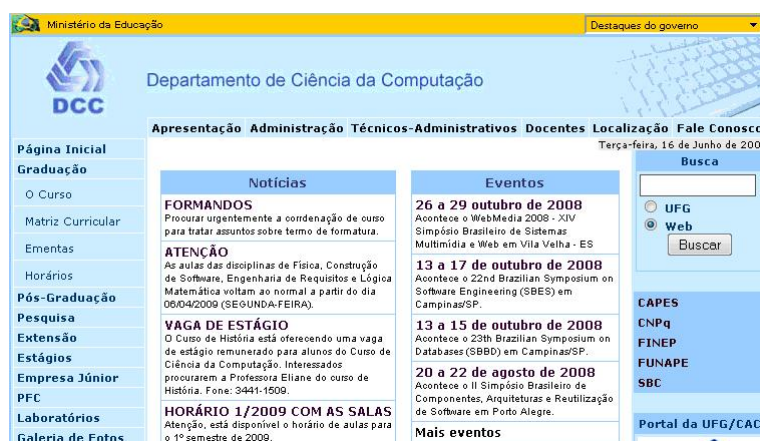 Ministério da Educação
Destaques do governo
DCC
Departamento de Ciência da Computação
Apresentação Administração Técnicos-Administrativos Docentes Localização Fale Conosco
Terça-feira, 16 de Junho de 200
Página Inicial
Graduação
O Curso
Matriz Curricular
Ementas
Horários
Pós-Graduação
Pesquisa
Extensão
Estágios
Empresa Júnior
PFC
Laboratórios
Galeria de Fotos
Notícias
FORMANDOS
Procurar urgentemente a corrdenação de curso
para tratar assuntos sobre termo de formatura.
ATENÇÃO
As aulas das disciplinas de Física, Construção
de Software, Engenharia de Requisitos e Lógica
Matemática voltam ao normal a partir do dia
06/04/2009 (SEGUNDA-FEIRA).
VAGA DE ESTÁGIO
O Curso de História está oferecendo uma vaga
de estágio remunerado para alunos do Curso de
Ciência da Computação. Interessados
procurarem a Professora Eliane do curso de
História. Fone: 3441-1509.
HORÁRIO 1/2009 COM AS SALAS
Atenção, está disponível o horário de aulas para
o 1º semestre de 2009.
Eventos
26 a 29 outubro de 2008
Acontece o WebMedia 2008 - XIV
Simpósio Brasileiro de Sistemas
Multimídia e Web em Vila Velha - ES
13 a 17 de outubro de 2008
Acontece o 22nd Brazilian Symposium on
Software Engineering (SBES) em
Campinas/SP.
13 a 15 de outubro de 2008
Acontece o 23th Brazilian Symposium on
Databases (SBBD) em Campinas/SP.
20 a 22 de agosto de 2008
Acontece o II Simpósio Brasileiro de
Componentes, Arquiteturas e Reutilização
de Software em Porto Alegre.
Mais eventos
Busca
UFG
Web
Buscar
CAPES
CNPq
FINEP
FUNAPE
SBC
Portal da UFG/CAC